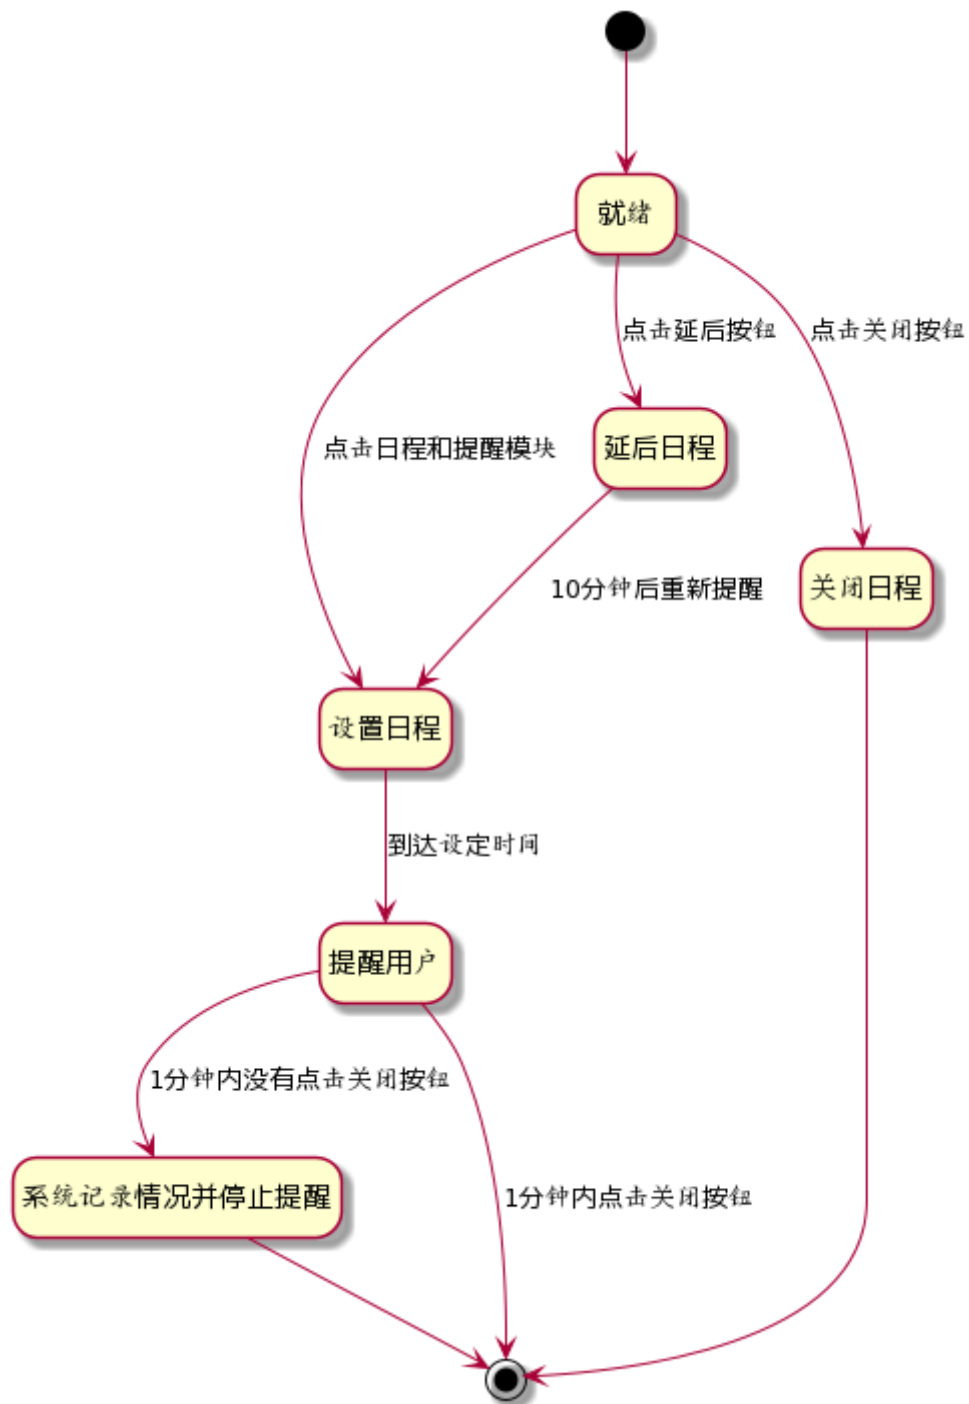 就绪
点击延后按钮
点击关闭按钮
点击日程和提醒模块
延后日程
10分钟后重新提醒
关闭日程
设置日程
到达设定时间
提醒用户
1分钟内没有点击关闭按钮
系统记录情况并停止提醒
1分钟内点击关闭按钮